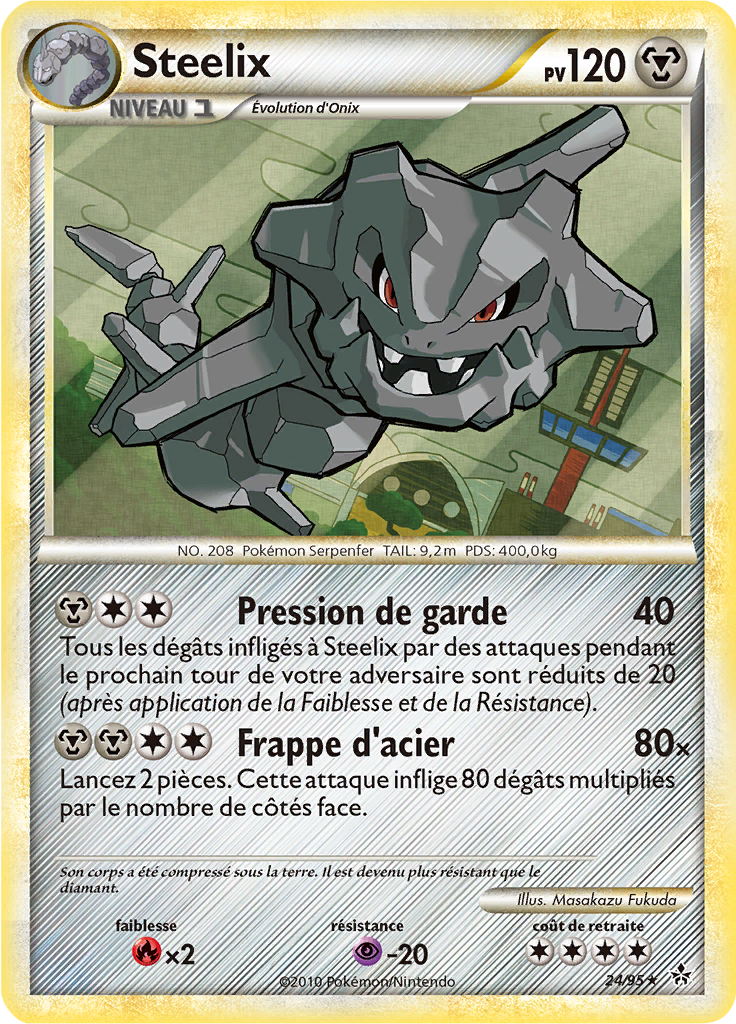 Steelix
PV120
NIVEAU 1
Évolution d'Onix
NO. 208 Pokémon Serpenfer TAIL: 9,2m PDS: 400,0kg
Pression de garde 40
Tous les dégâts infligés à Steelix par des attaques pendant
le prochain tour de votre adversaire sont réduits de 20
(après application de la Faiblesse et de la Résistance).
Frappe d'acier 80x
Lancez 2 pièces. Cette attaque inflige 80 dégâts multipliés
par le nombre de côtés face.
Son corps a été compressé sous la terre. Il est devenu plus résistant que le
diamant.
Illus. Masakazu Fukuda
faiblesse résistance coût de retraite
×2 -20
©2010 Pokémon/Nintendo 24/95 ★